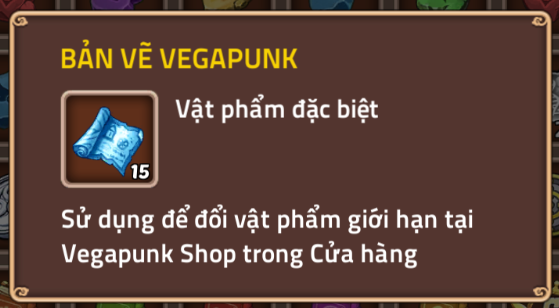 BẢN VẼ VEGAPUNK
Vật phẩm đặc biệt
15
Sử dụng để đổi vật phẩm giới hạn tại
Vegapunk Shop trong Cửa hàng